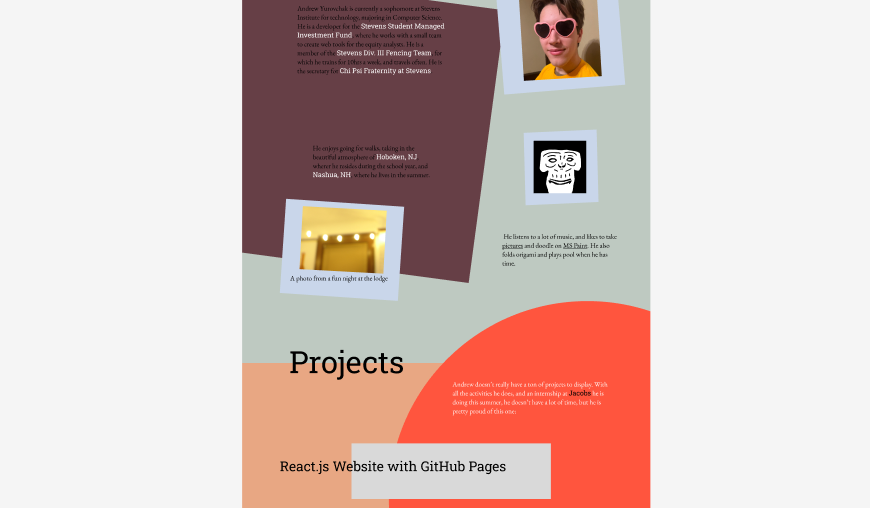 Andrew Yurovchak is currently a sophomore at Stevens
Institute for technology, majoring in Computer Science.
He is a developer for the Stevens Student Managed
Investment Fund where he works with a small team
to create web tools for the equity analysts. He is a
member of the Stevens Div. III Fencing Team for
which he trains for 18hrs a week, and travels often. He is
the secretary for Chi Psi Fraternity at Stevens
He enjoys going for walks, taking in the
beautiful atmosphere of Hoboken, NJ
where he resides during the school year, and
Nashua, NH where he lives in the summer.
A photo from a fun night at the lodge
He listens to a lot of music, and likes to take
pictures and doodle on MS Paint. He also
folds origami and plays pool when he has
time.
Projects
Andrew doesn't really have a ton of projects to display. With
all the activities he does, and an internship at Jacobs he is
doing this summer, he doesn't have a lot of time, but he is
pretty proud of this one:
React.js Website with GitHub Pages